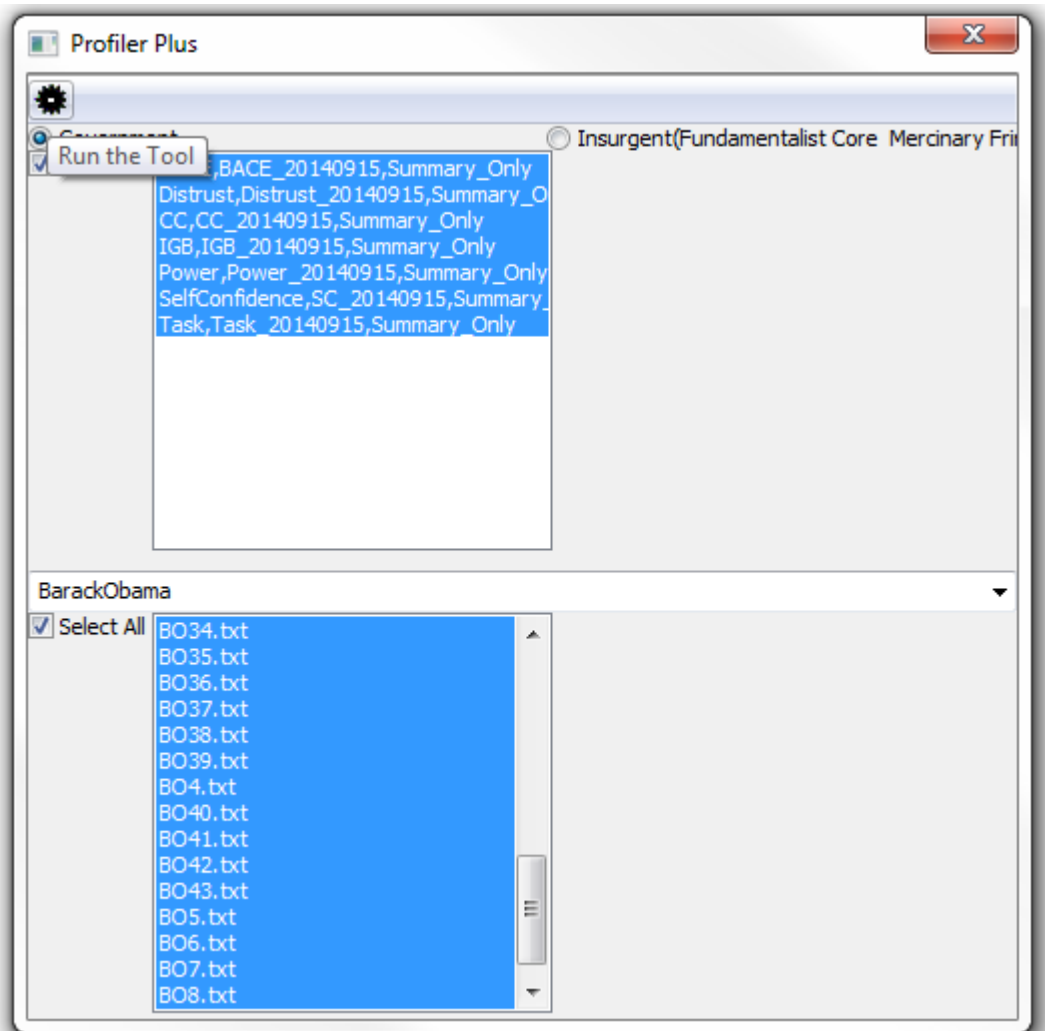 Profiler Plus
Insurgent(Fundamentalist Core Mercinary Fri
Run the Tool
,BACE_20140915,Summary_Only
Distrust,Distrust_20140915,Summary_O
CC,CC_20140915,Summary_Only
IGB,IGB_20140915,Summary_Only
Power,Power_20140915,Summary_Only
SelfConfidence,SC_20140915,Summary_
Task,Task_20140915,Summary_Only
BarackObama
Select All
BO34.txt
BO35.txt
BO36.txt
BO37.txt
BO38.txt
BO39.txt
BO4.txt
BO40.txt
BO41.txt
BO42.txt
BO43.txt
BO5.txt
BO6.txt
BO7.txt
BO8.txt